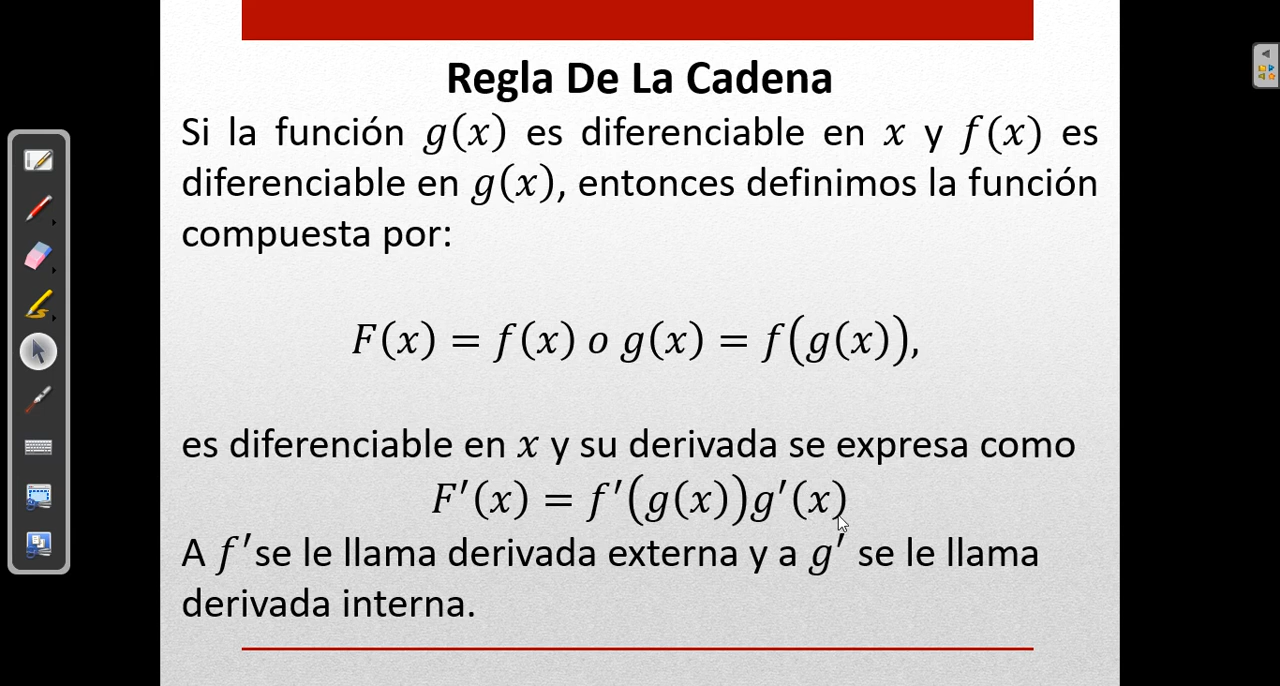 Regla De La Cadena
Si la función g(x) es diferenciable en x y f(x) es
diferenciable en g(x), entonces definimos la función
compuesta por:
F(x) = f(x) o g(x) = f(g(x)),
es diferenciable en x y su derivada se expresa como
F′(x) = f′(g(x))g′(x)
A f′se le llama derivada externa y a g′ se le llama
derivada interna.